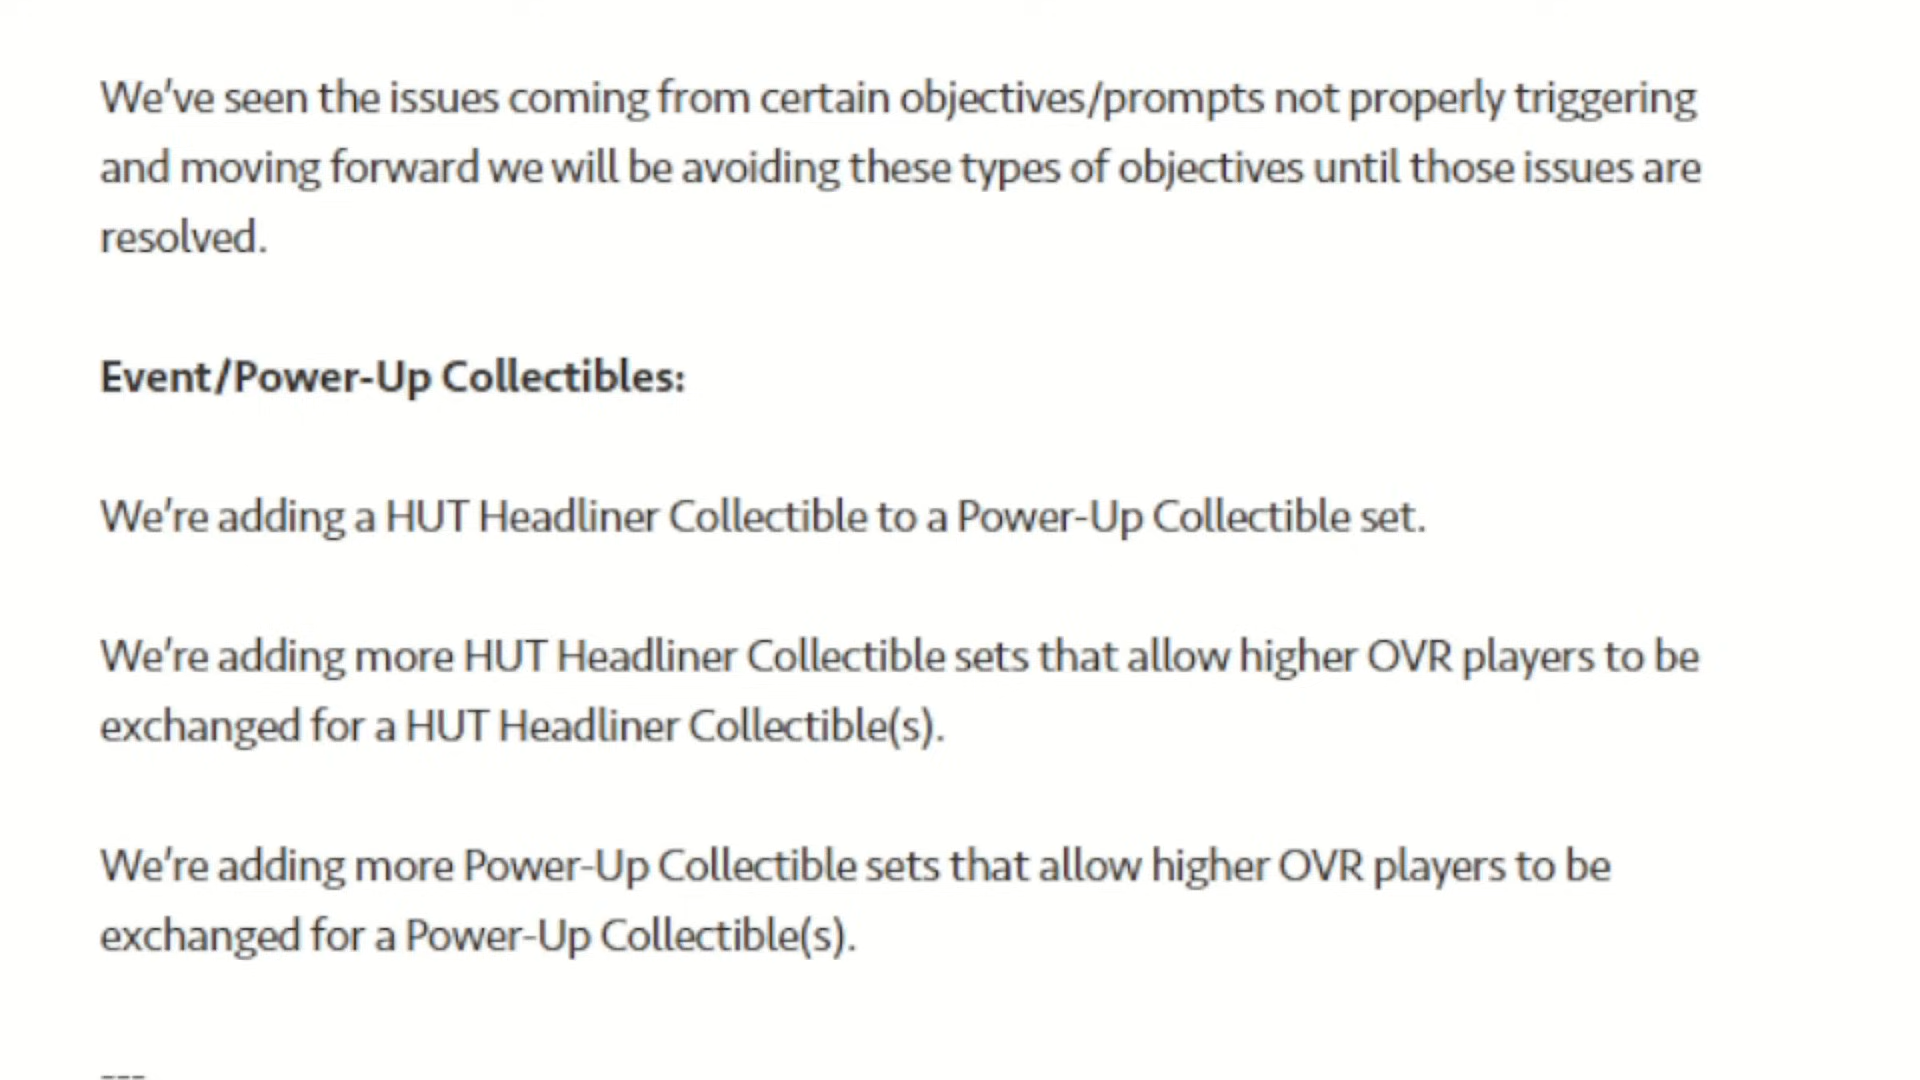 We've seen the issues coming from certain objectives/prompts not properly triggering
and moving forward we will be avoiding these types of objectives until those issues are
resolved.
Event/Power-Up Collectibles:
We're adding a HUT Headliner Collectible to a Power-Up Collectible set.
We're adding more HUT Headliner Collectible sets that allow higher OVR players to be
exchanged for a HUT Headliner Collectible(s).
We're adding more Power-Up Collectible sets that allow higher OVR players to be
exchanged for a Power-Up Collectible(s).
---